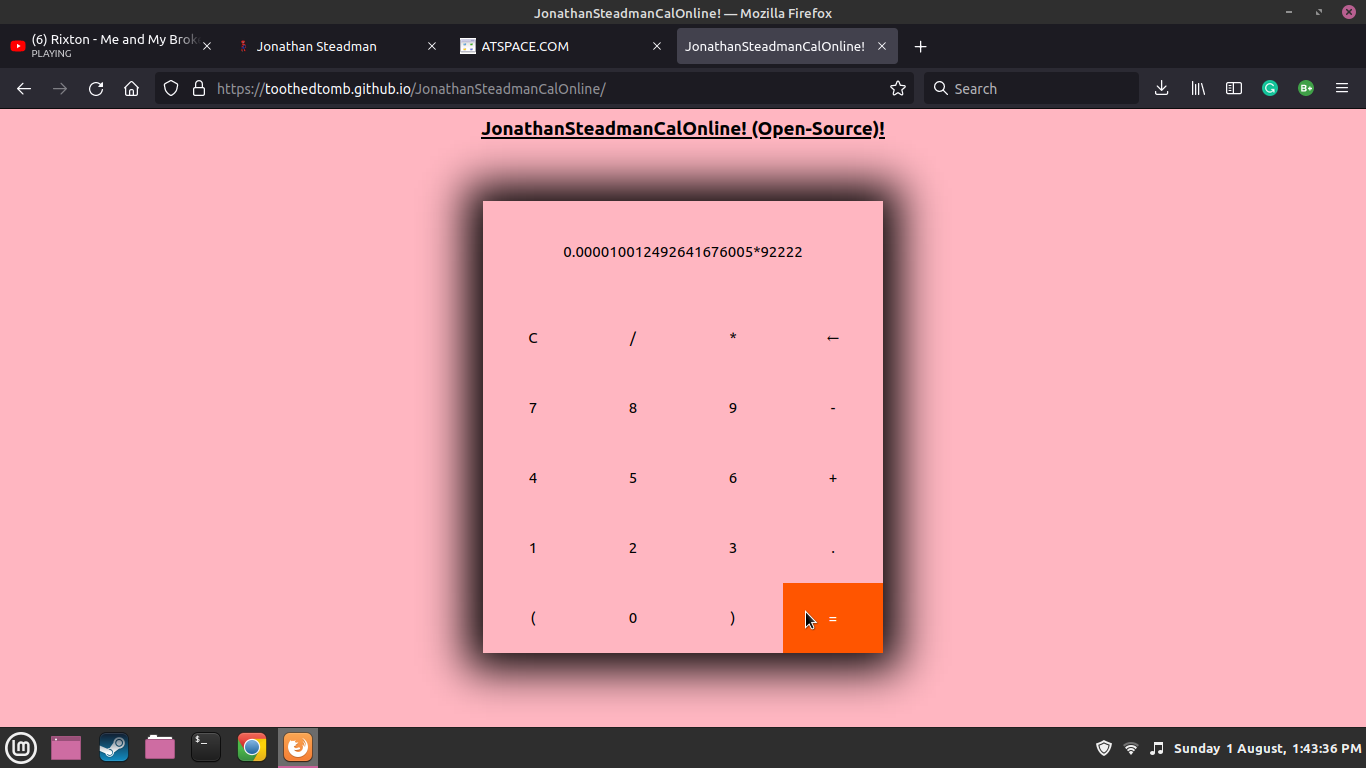 JonathanSteadmanCalOnline! — Mozilla Firefox
(6) Rixton - Me and My Brok
PLAYING
Jonathan Steadman
ATSPACE.COM
JonathanSteadmanCalOnline!
https://toothedtomb.github.io/JonathanSteadmanCalOnline/
Search
G
B+
JonathanSteadmanCalOnline! (Open-Source)!
0.000010012492641676005*92222
C / * ←
7 8 9 -
4 5 6 +
1 2 3 .
( 0 ) =
$_
Sunday 1 August, 1:43:36 PM